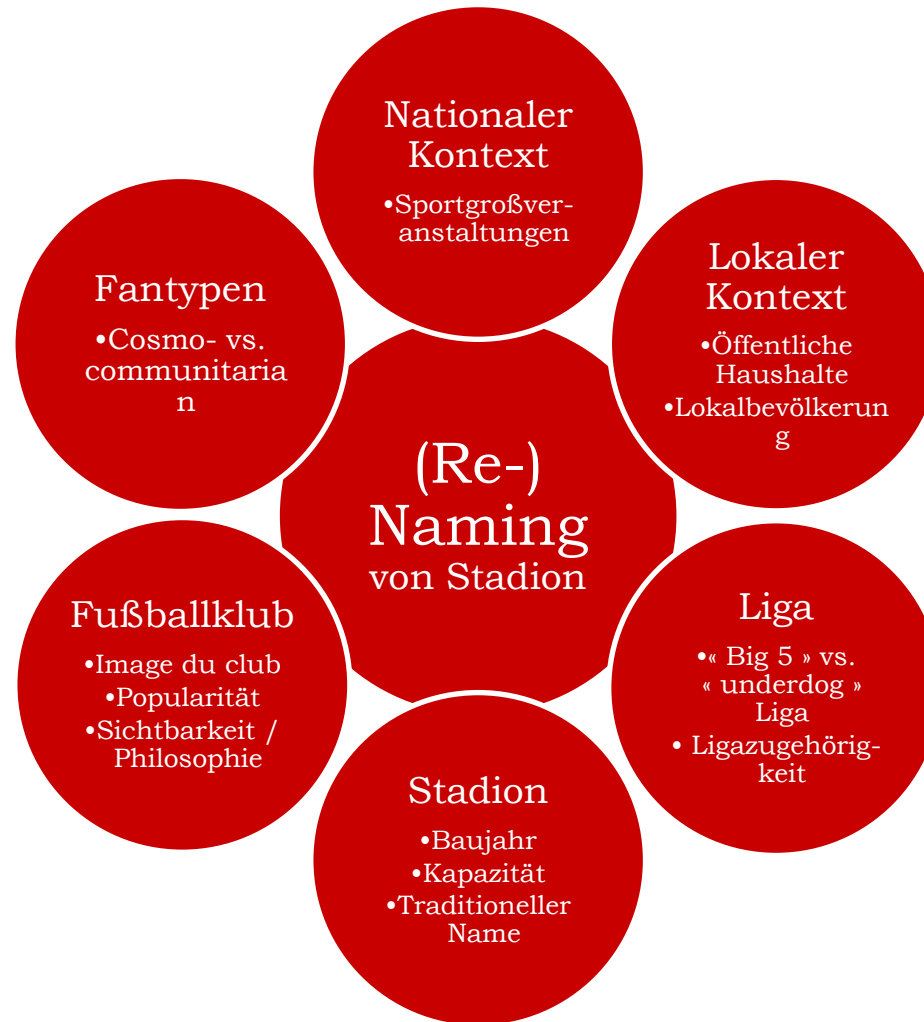 Nationaler
Kontext
•Sportgroßver-
anstaltungen
Lokaler
Kontext
•Öffentliche
Haushalte
•Lokalbevölkerun
g
Liga
•« Big 5 » vs.
« underdog »
Liga
• Ligazugehörig-
keit
Stadion
•Baujahr
•Kapazität
•Traditioneller
Name
Fußballklub
•Image du club
•Popularität
•Sichtbarkeit /
Philosophie
Fantypen
•Cosmo- vs.
communitaria
n
(Re-)
Naming
von Stadion